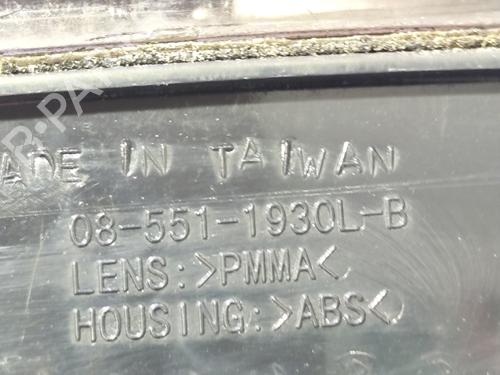 ADE IN TAIWAN
08-551-1930L-B
LENS:>PMMA<
HOUSING:>ABS<